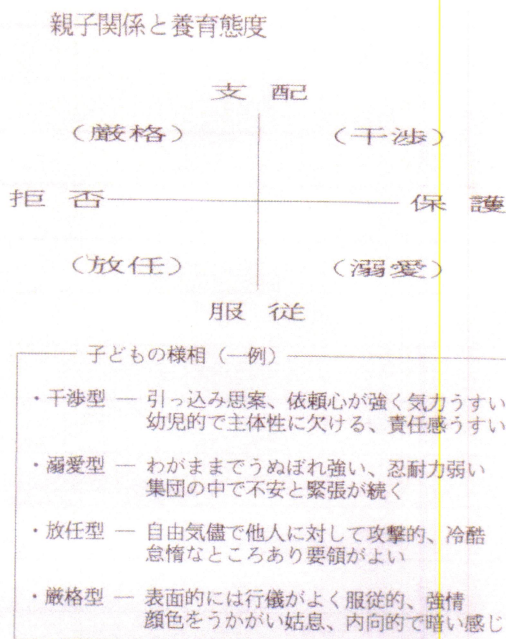 親子関係と養育態度
支 配
（厳格） （干渉）
拒 否 保 護
（放任） （溺愛）
服 従
子どもの様相（一例）
・干渉型 ― 引っ込み思案、依頼心が強く気力うすい
幼児的で主体性に欠ける、責任感うすい
・溺愛型 ― わがままでうぬぼれ強い、忍耐力弱い
集団の中で不安と緊張が続く
・放任型 ― 自由気儘で他人に対して攻撃的、冷酷
怠惰なところあり要領がよい
・厳格型 ― 表面的には行儀がよく服従的、強情
顔色をうかがい姑息、内向的で暗い感じ